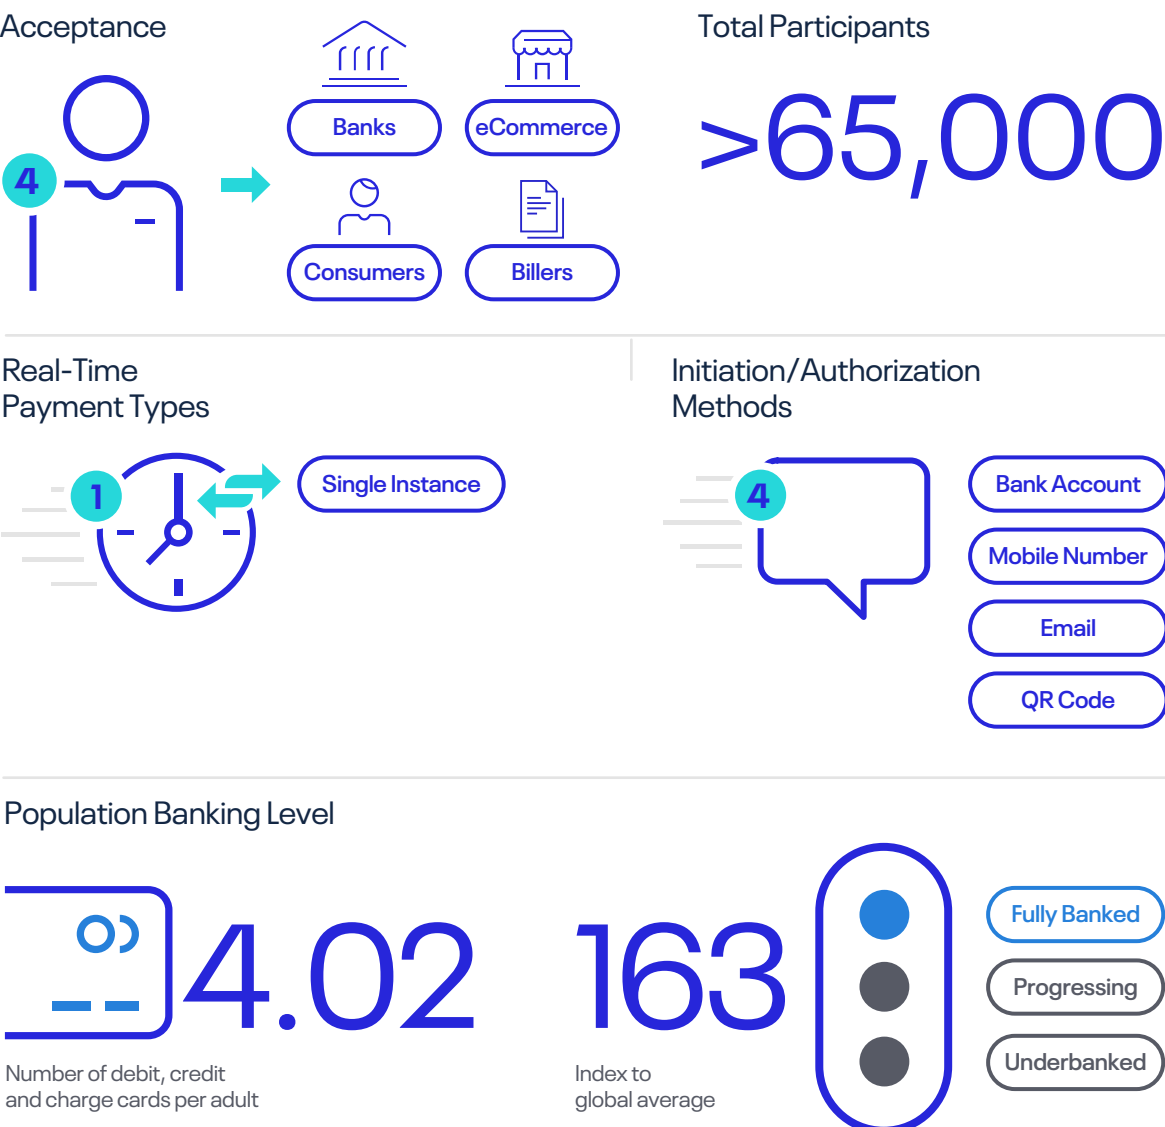 Acceptance
4
Banks
eCommerce
Consumers
Billers
Total Participants
>65,000
Real-Time
Payment Types
1
Single Instance
Initiation/Authorization
Methods
4
Bank Account
Mobile Number
Email
QR Code
Population Banking Level
4.02
Number of debit, credit
and charge cards per adult
163
Index to
global average
Fully Banked
Progressing
Underbanked